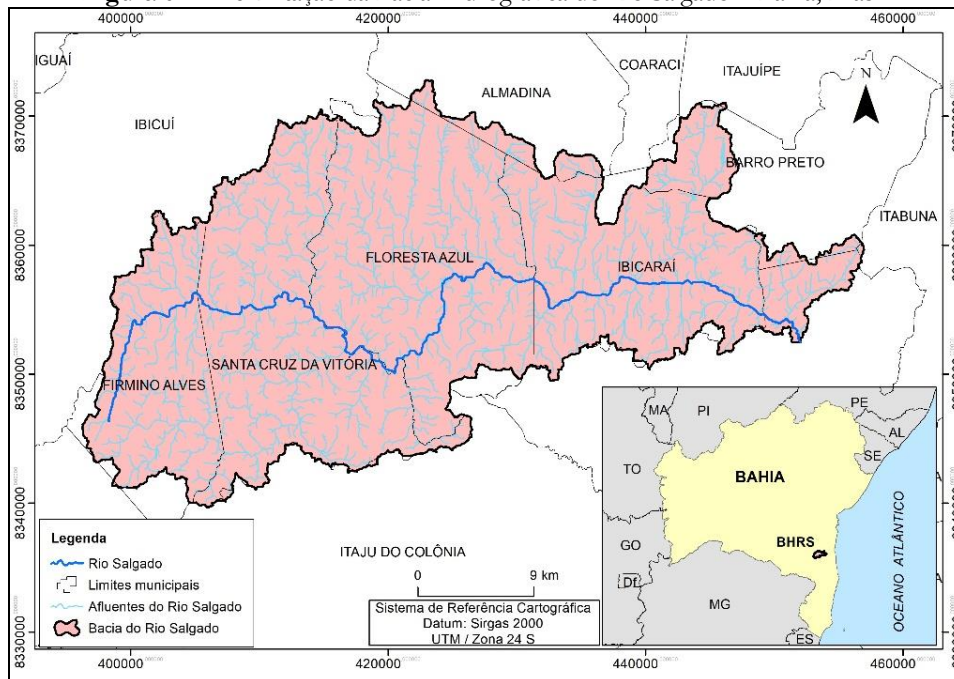 400000 420000 440000 460000
IGUAÍ
COARACI
ITAJUÍPE
ALMADINA
N
IBICUÍ
8370000
BARRO PRETO
ITABUNA
8360000
FLORESTA AZUL
IBICARAÍ
SANTA CRUZ DA VITÓRIA
8350000
FIRMINO ALVES
8340000
ITAJU DO COLÔNIA
8330000
Legenda
Rio Salgado
Limites municipais
Afluentes do Rio Salgado
Bacia do Rio Salgado
0 9 km
Sistema de Referência Cartográfica
Datum: Sirgas 2000
UTM / Zona 24 S
MA
PI
PE
AL
SE
TO
BAHIA
BHRS
GO
DF
MG
ES
OCEANO ATLÂNTICO
400000 420000 440000 460000